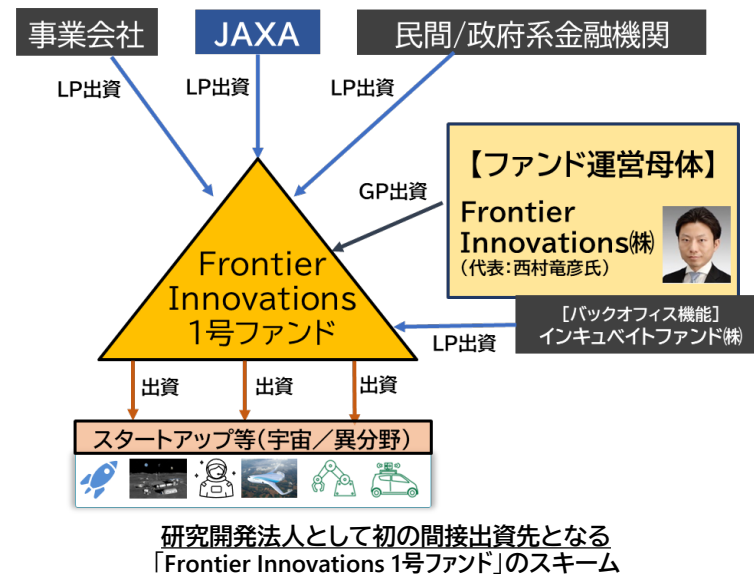 事業会社
JAXA
民間/政府系金融機関
LP出資
LP出資
LP出資
【ファンド運営母体】
GP出資
Frontier
Innovations㈱
(代表:西村竜彦氏)
Frontier
Innovations
1号ファンド
[バックオフィス機能]
インキュベイトファンド㈱
LP出資
出資
出資
出資
スタートアップ等(宇宙/異分野)
研究開発法人として初の間接出資先となる
「Frontier Innovations 1号ファンド」のスキーム